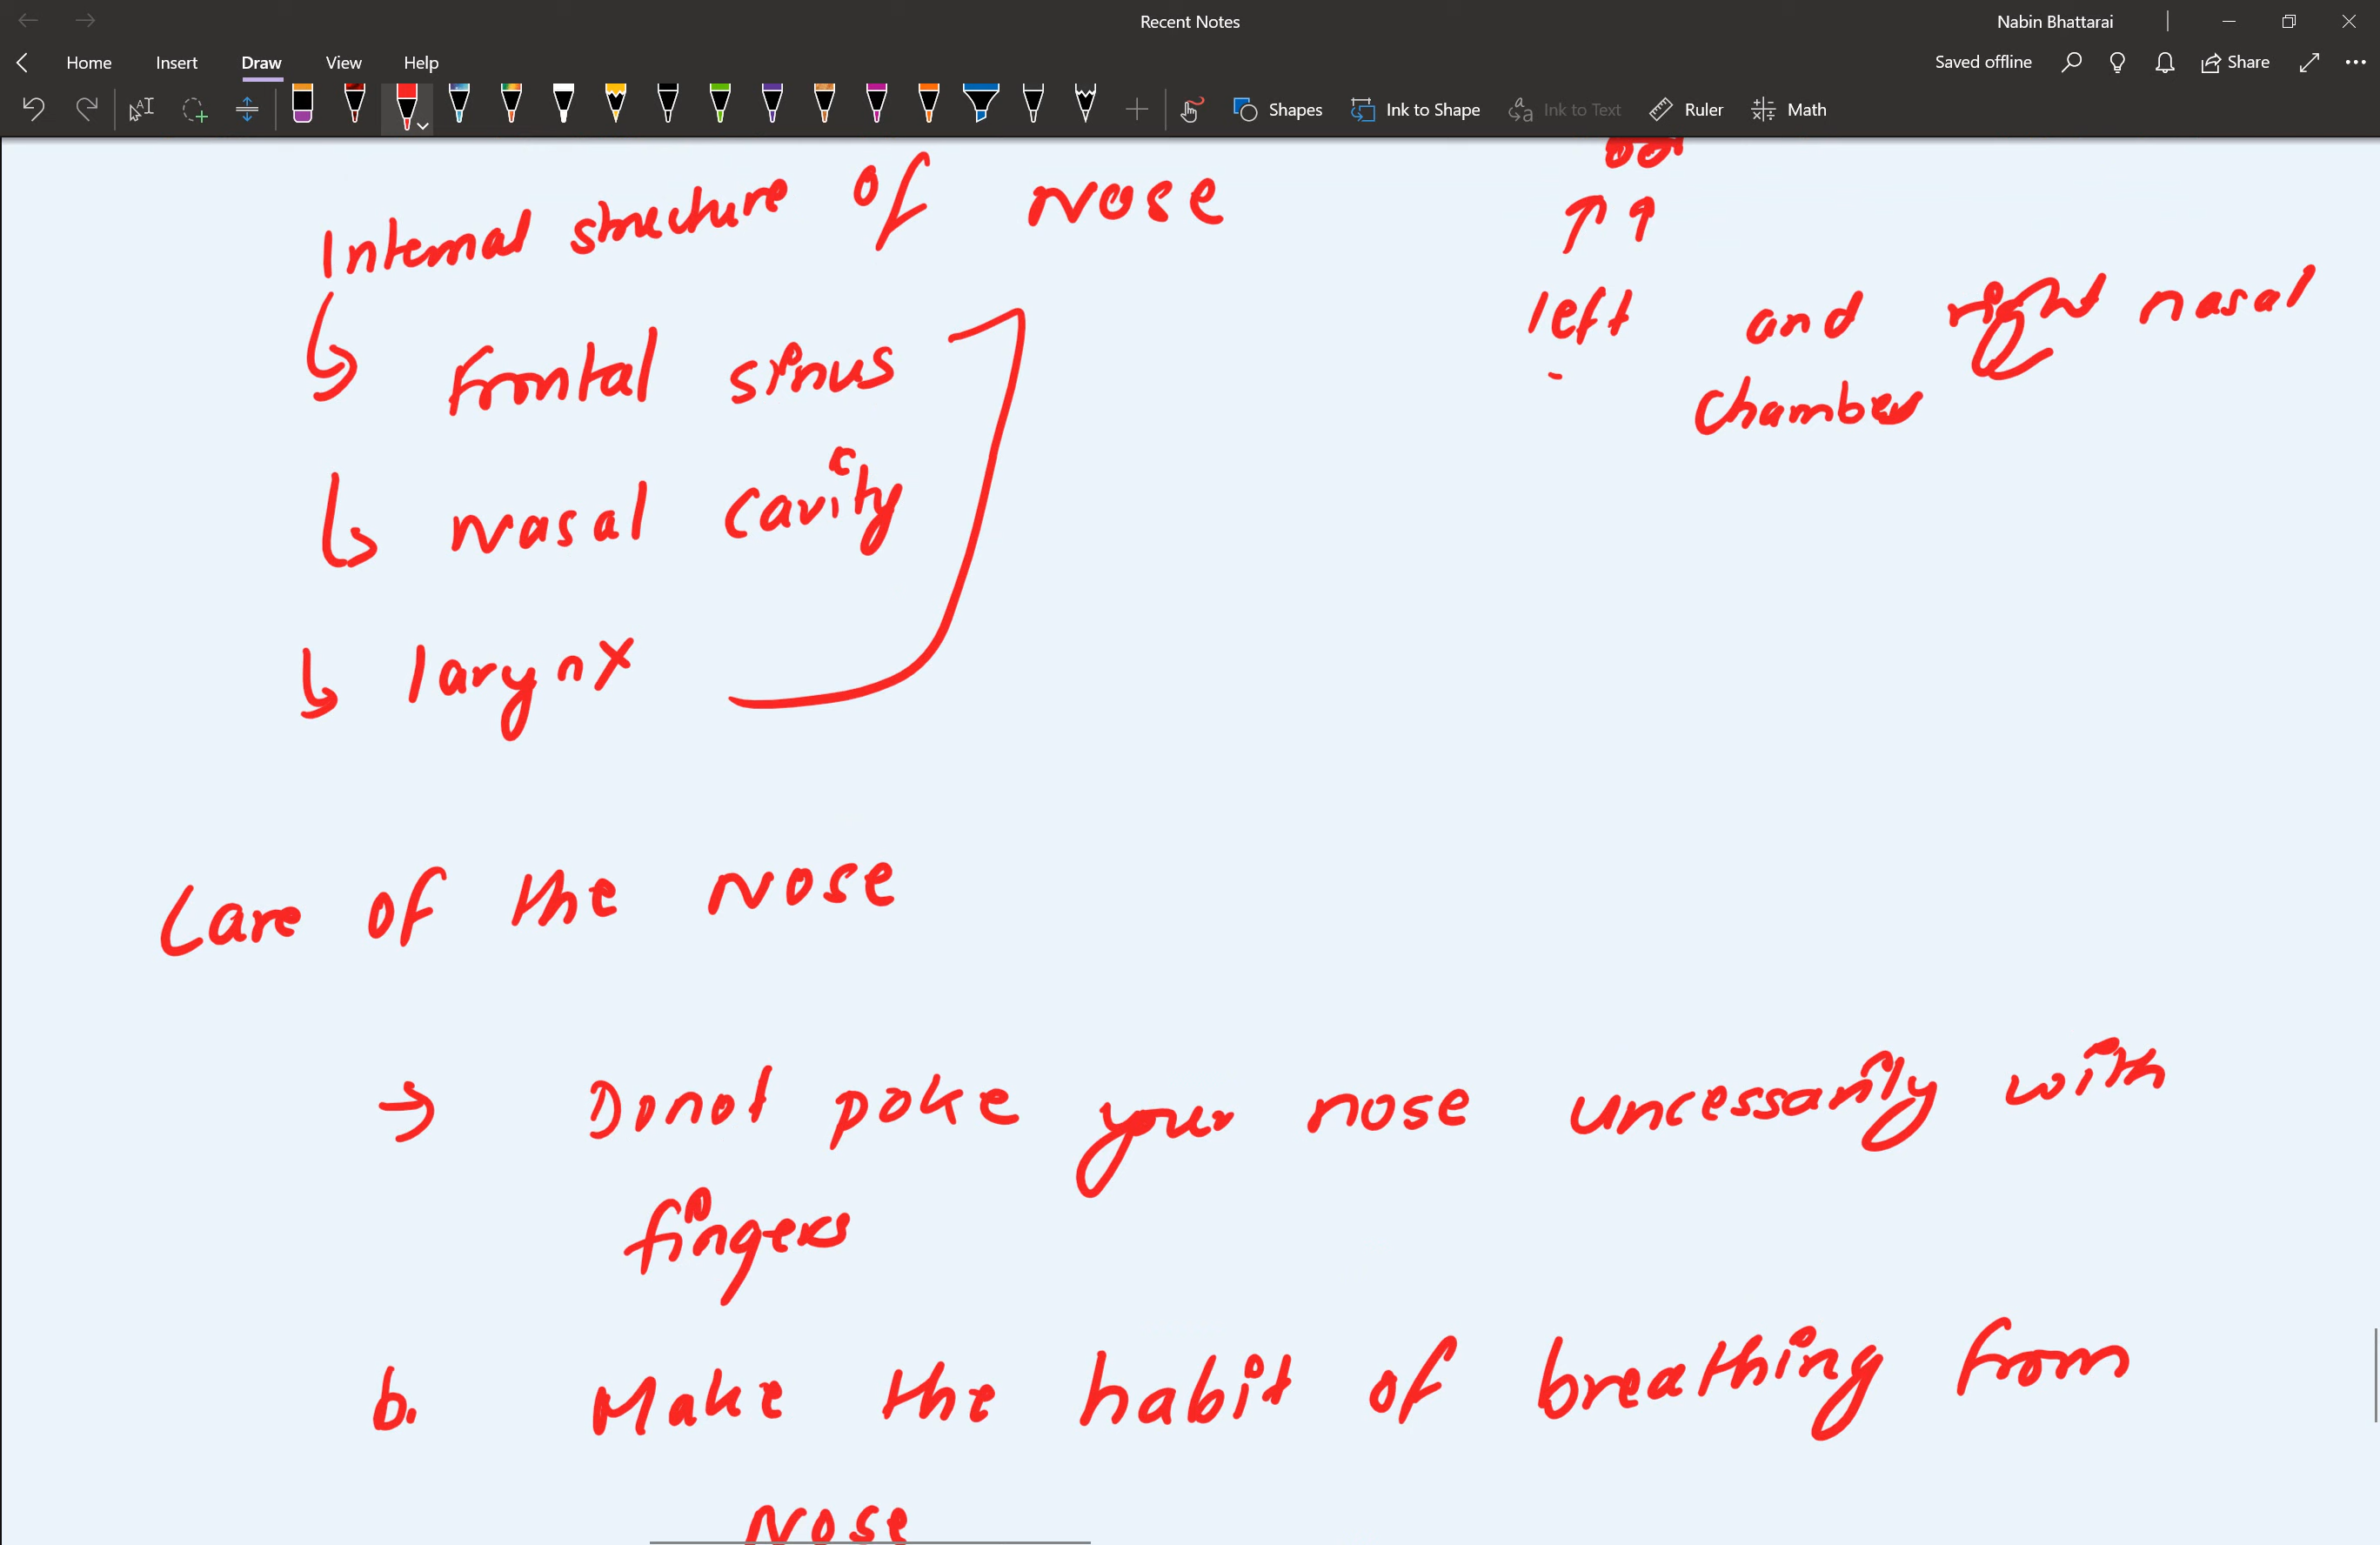 Recent Notes
Nabin Bhattarai
Home Insert Draw View Help
Saved offline
Share
Shapes
Ink to Shape
Ink to Text
Ruler
Math
Internal structure of Nose
Frontal sinus
nasal cavity
larynx
left and right nasal
chamber
Care of the Nose
Donot poke your nose uncessarily with
fingers
b. Make the habit of breathing from
Nose